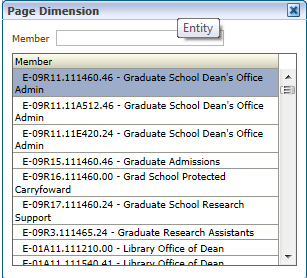 Page Dimension
Member
Entity
Member
E-09R11.111460.46 - Graduate School Dean's Office
Admin
E-09R11.11A512.46 - Graduate School Dean's Office
Admin
E-09R11.11E420.24 - Graduate School Dean's Office
Admin
E-09R15.111460.46 - Graduate Admissions
E-09R16.111460.00 - Grad School Protected
Carryfoward
E-09R17.111460.24 - Graduate School Research
Support
E-09R3.111465.24 - Graduate Research Assistants
E-01A11.111210.00 - Library Office of Dean
E-01A11.111540.41 - Library Office of Dean